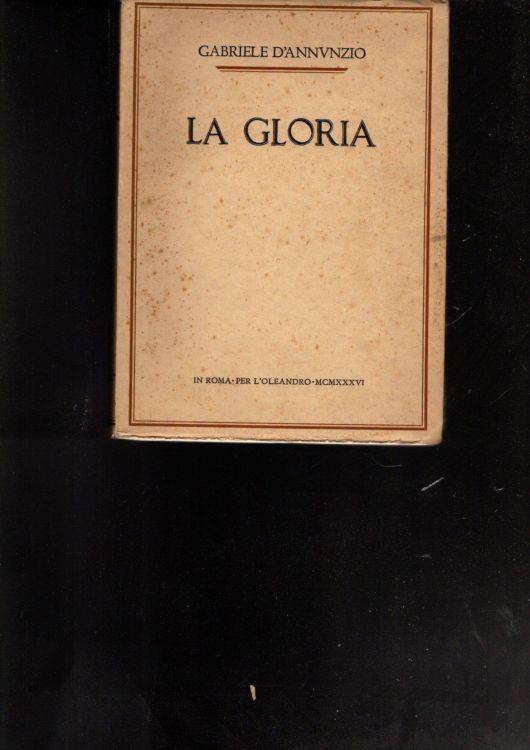 GABRIELE D'ANNVNZIO
LA GLORIA
IN ROMA·PER L'OLEANDRO·MCMXXXVI